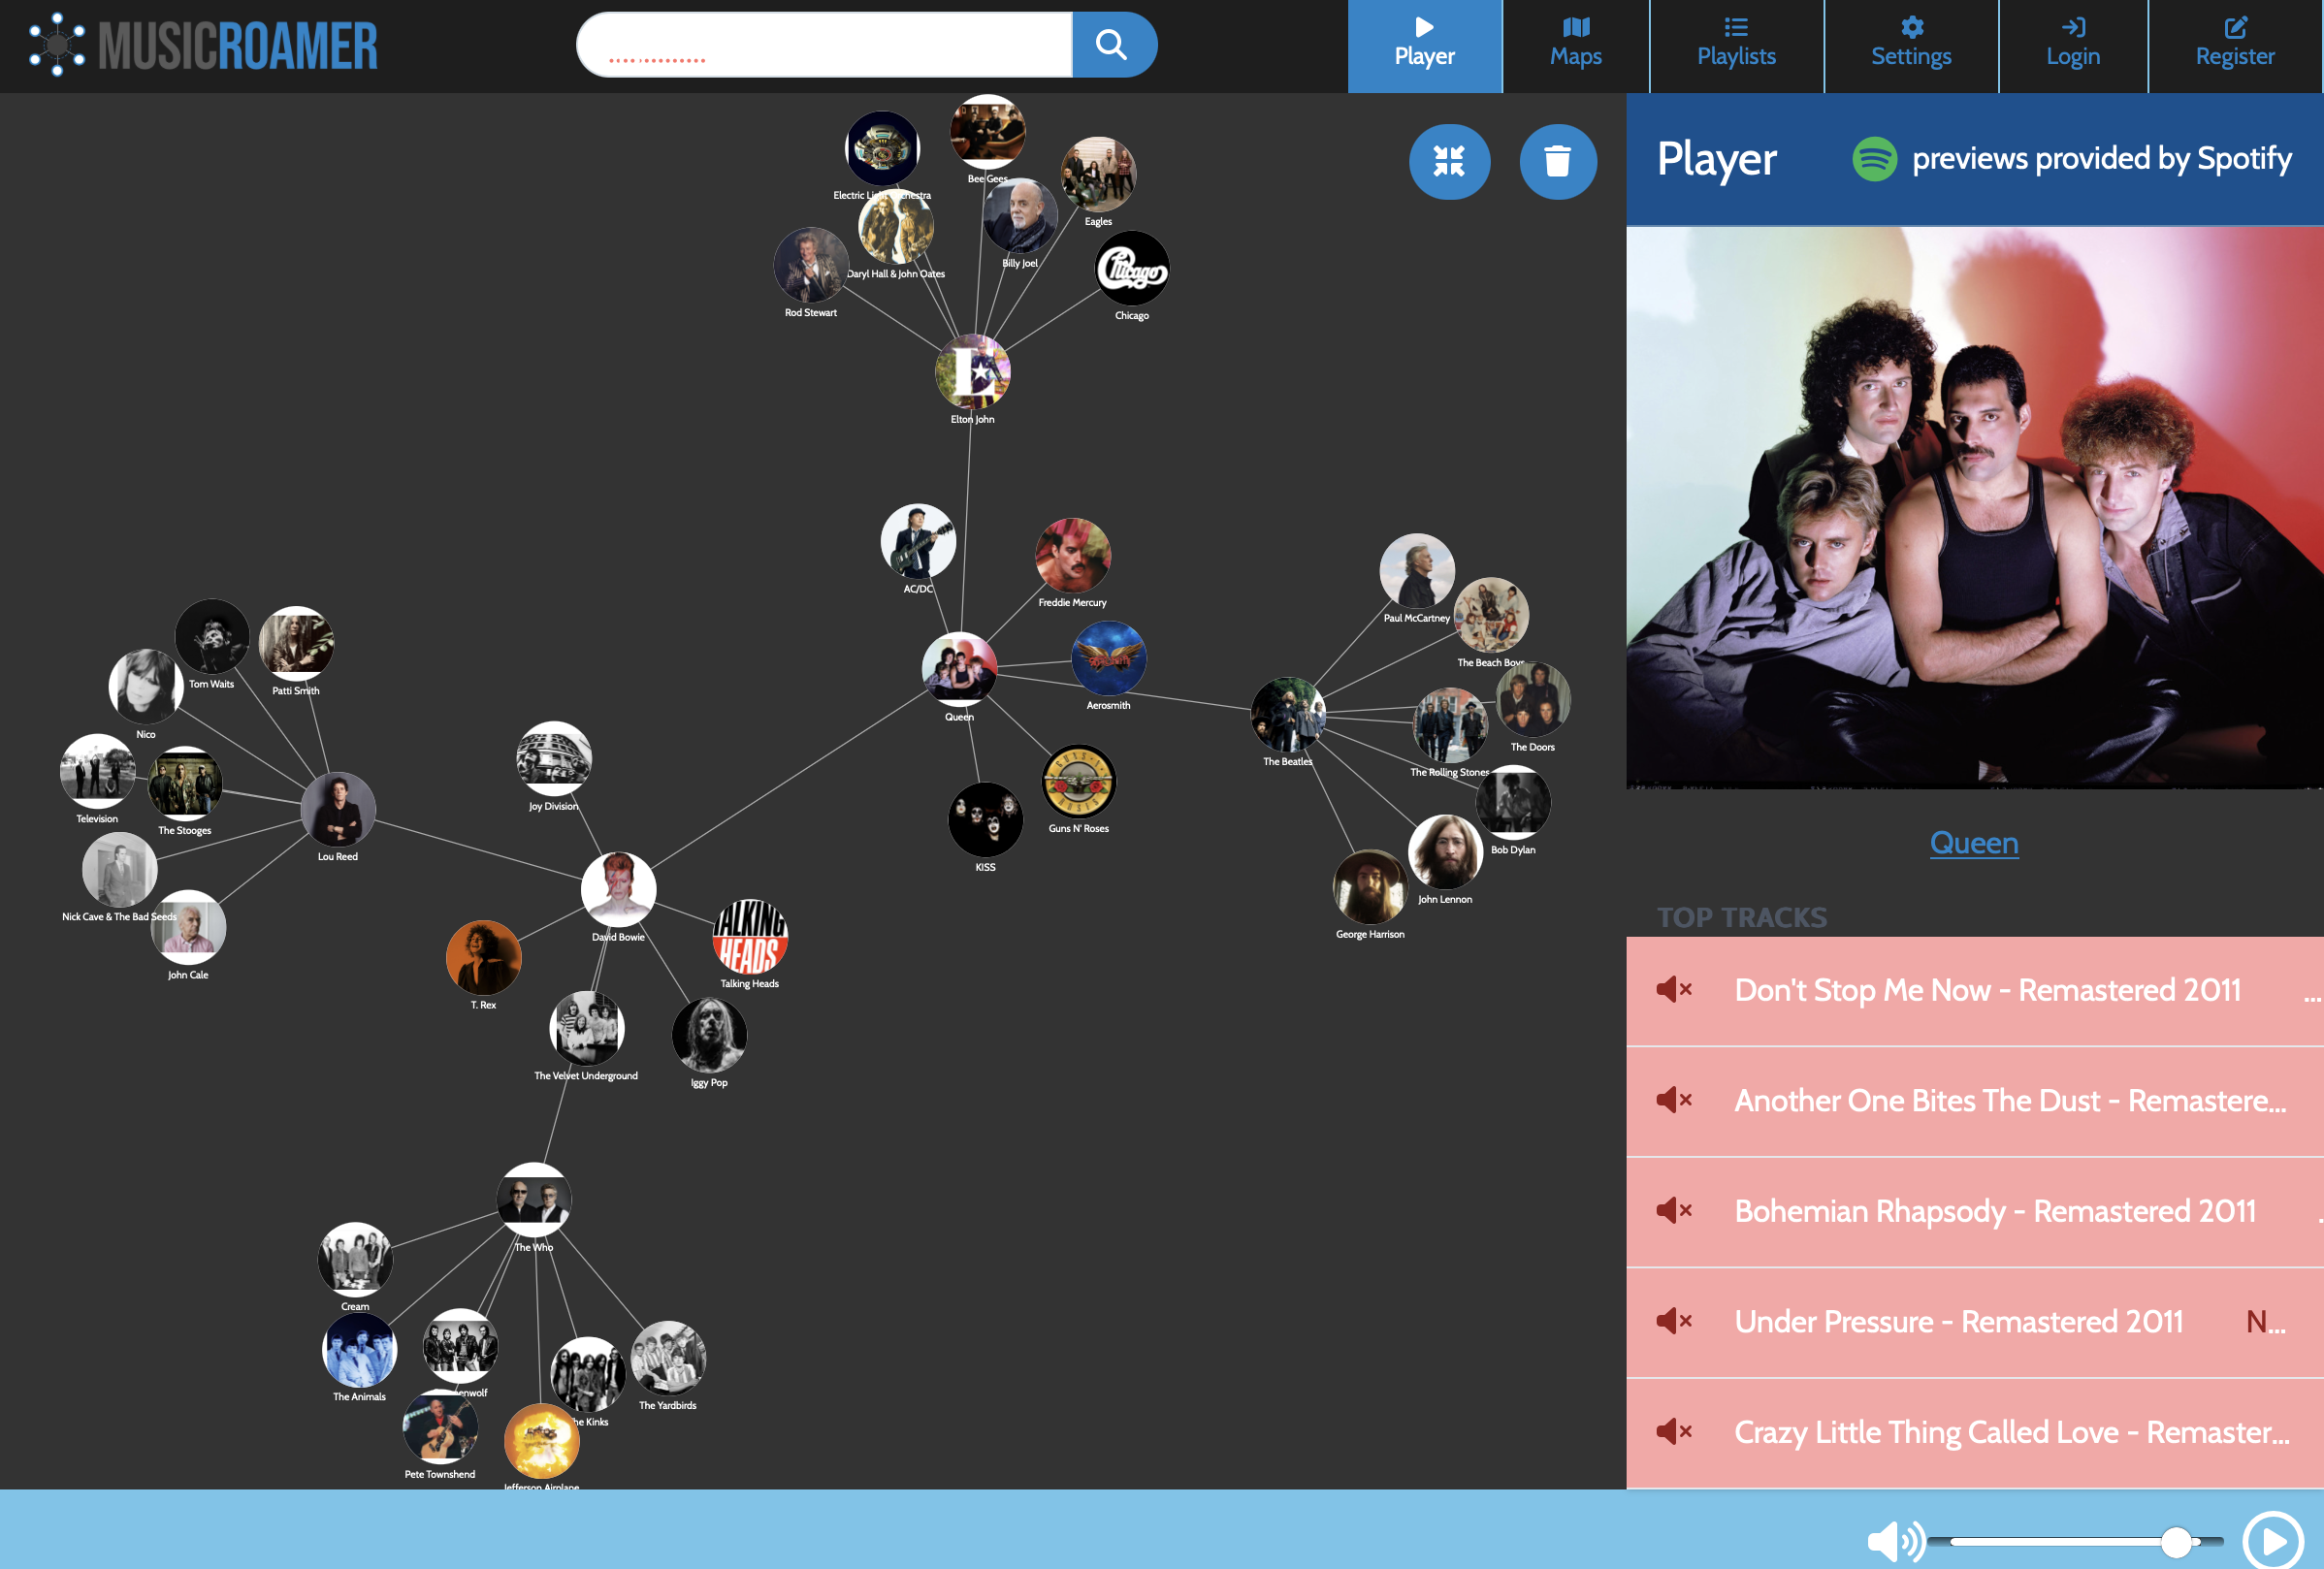 MUSICROAMER
Player
Maps
Playlists
Settings
Login
Register
Player
previews provided by Spotify
Bee Gees
Electric
Eagles
Billy Joel
Daryl Hall & John Oates
Chicago
Rod Stewart
Elton John
AC/DC
Freddie Mercury
Paul McCartney
The Beach Boys
Tom Waits
Patti Smith
Aerosmith
Queen
Nico
The Doors
The Beatles
The Rolling Stones
Joy Division
Television
The Stooges
Guns N' Roses
Lou Reed
KISS
Bob Dylan
John Lennon
Nick Cave & The Bad Seeds
George Harrison
David Bowie
John Cale
TALKING
HEADS
Talking Heads
T. Rex
The Velvet Underground
Iggy Pop
The Who
Cream
The Animals
The Yardbirds
Kinks
Pete Townshend
Jefferson Airplane
Queen
TOP TRACKS
Don't Stop Me Now - Remastered 2011 ...
Another One Bites The Dust - Remastere...
Bohemian Rhapsody - Remastered 2011 .
Under Pressure - Remastered 2011 N...
Crazy Little Thing Called Love - Remaster...